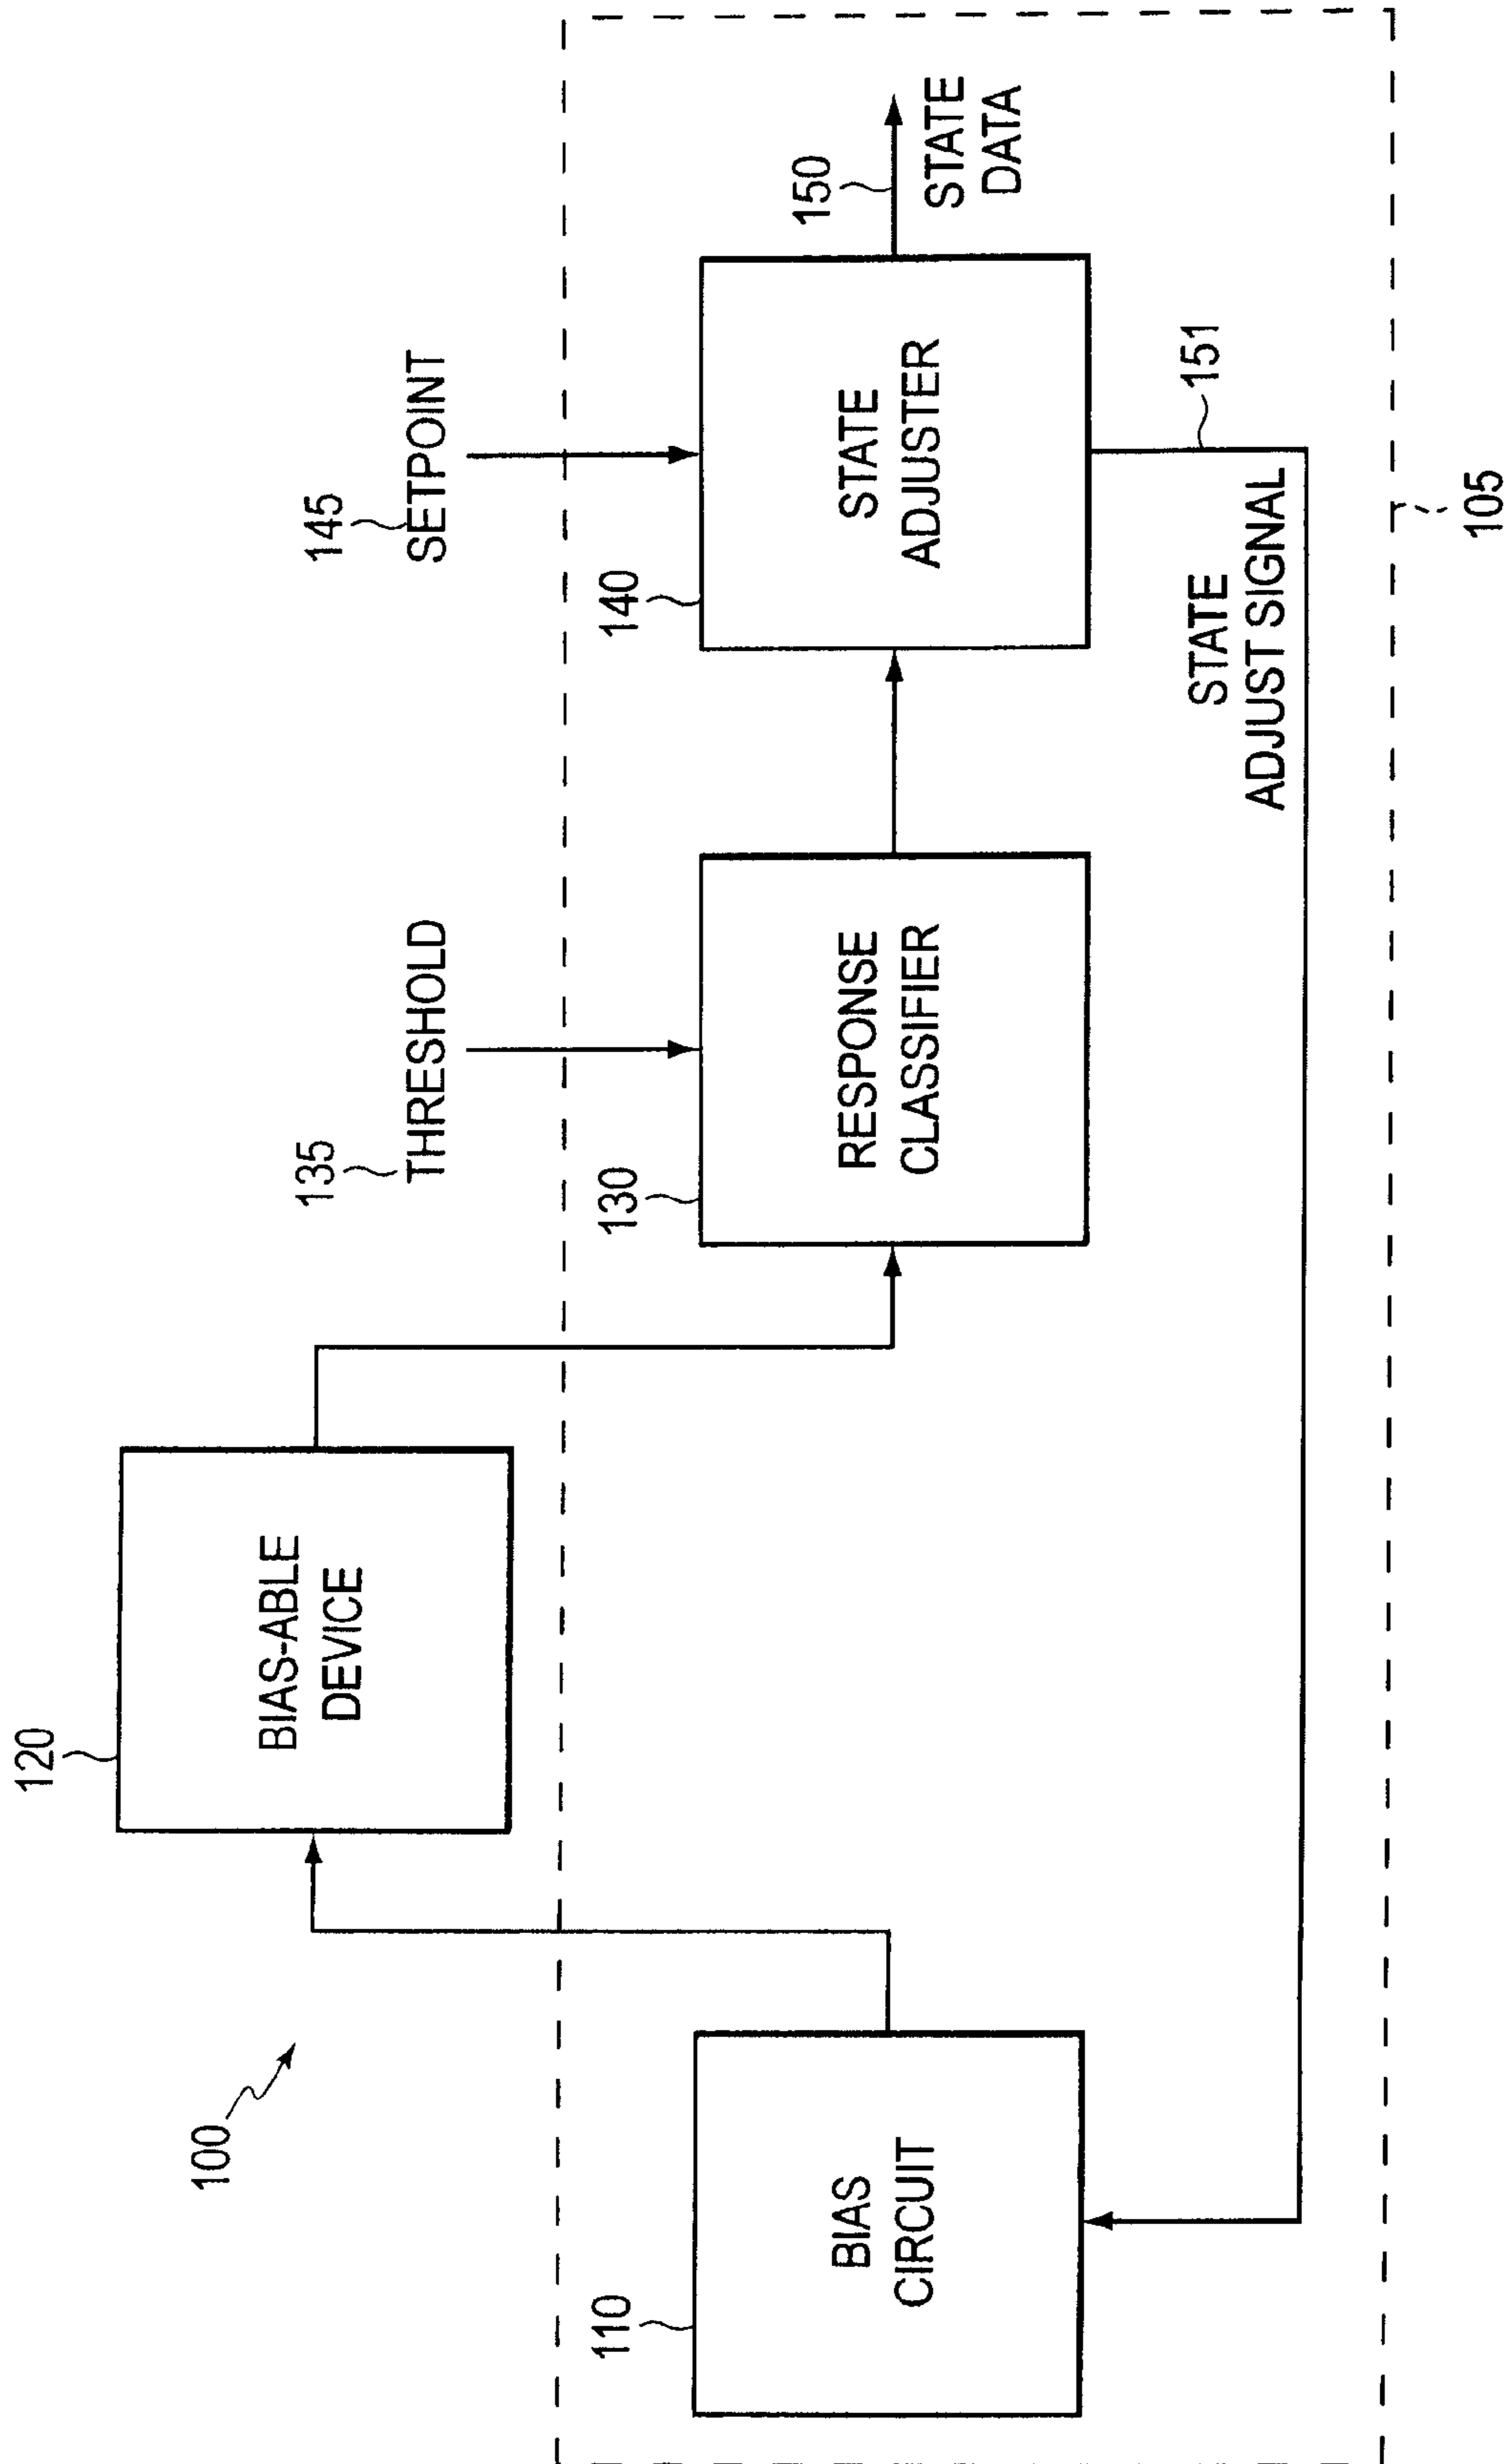 120
BIAS-ABLE
DEVICE
100
135
THRESHOLD
145
SETPOINT
110
BIAS
CIRCUIT
130
RESPONSE
CLASSIFIER
140
STATE
ADJUSTER
150
STATE
DATA
STATE
ADJUST SIGNAL
151
105